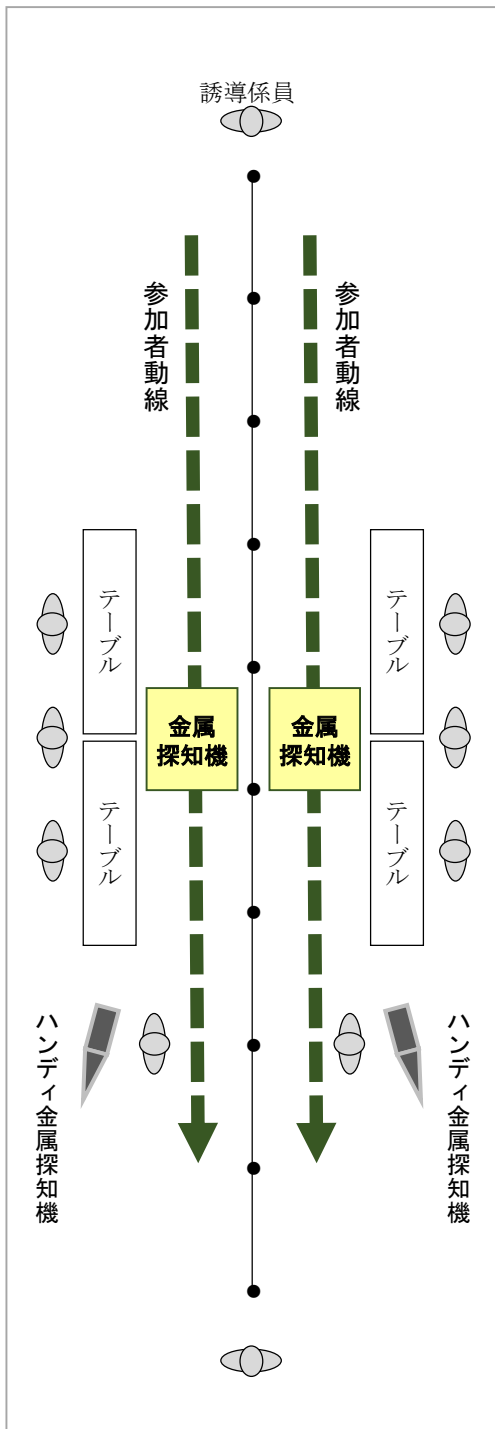 誘導係員
参加者動線
参加者動線
テーブル
テーブル
金属
探知機
金属
探知機
テーブル
テーブル
ハンディ金属探知機
ハンディ金属探知機